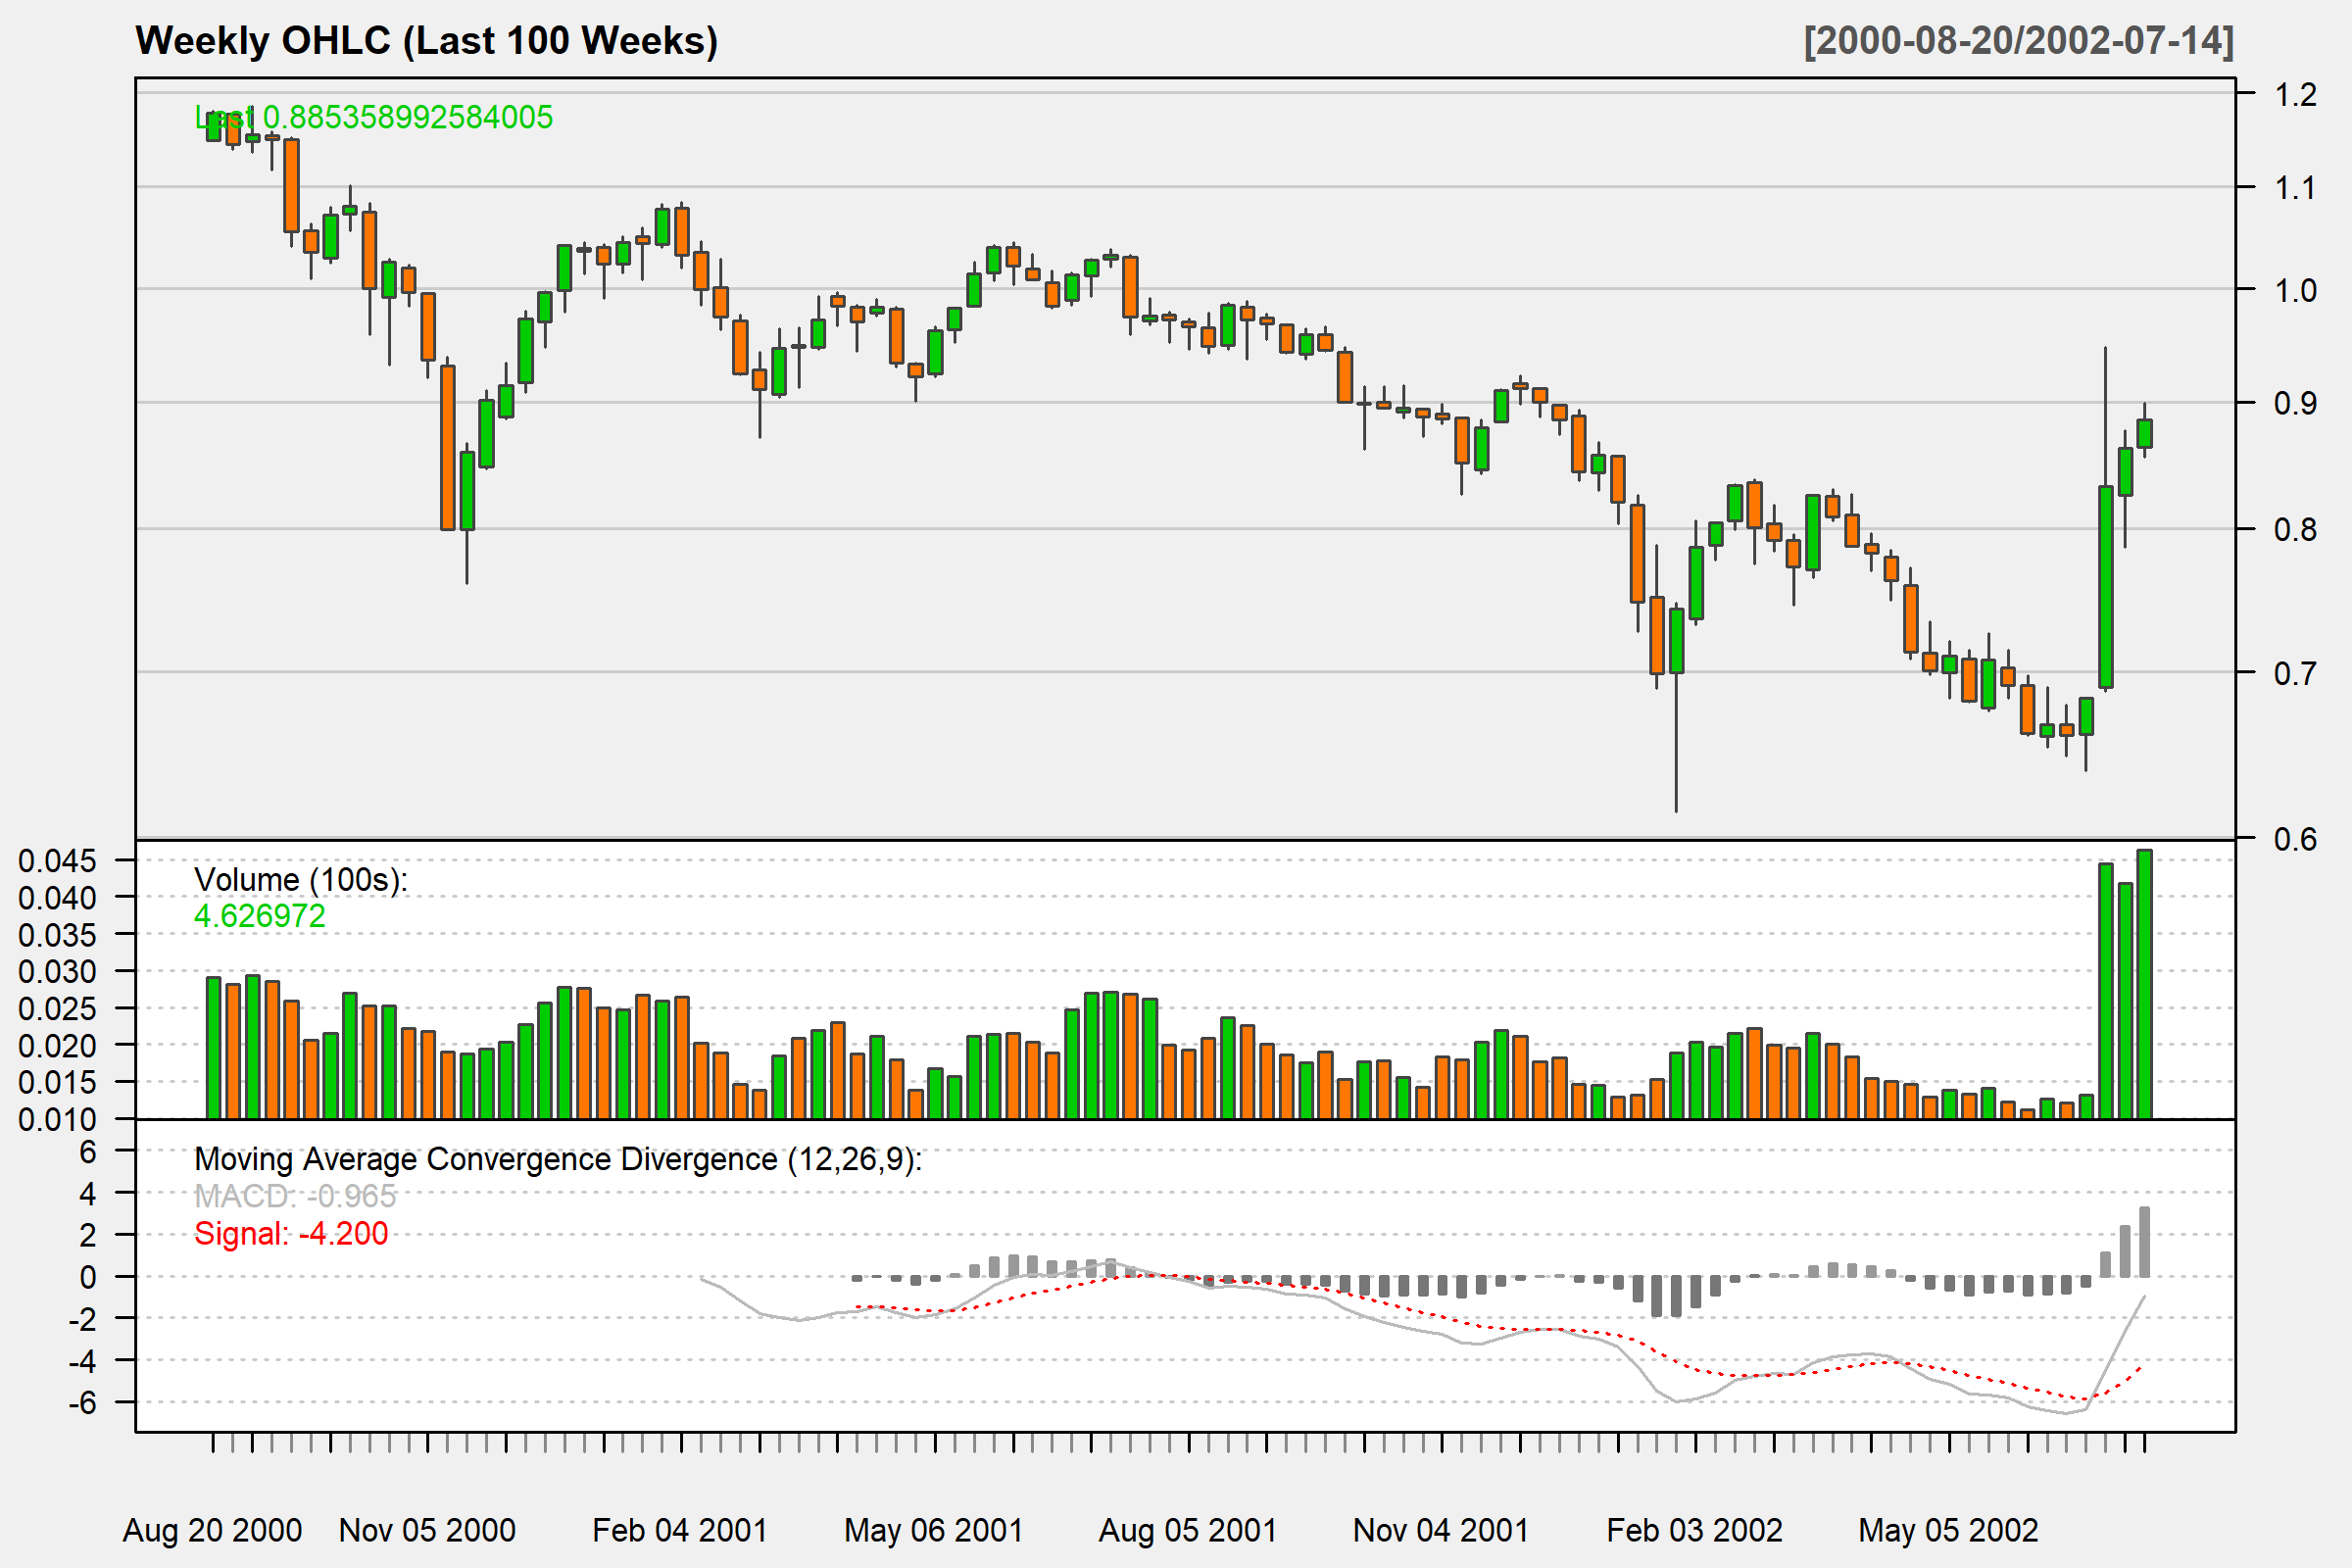 Weekly OHLC (Last 100 Weeks)
[2000-08-20/2002-07-14]
Last 0.885358992584005
1.2
1.1
1.0
0.9
0.8
0.7
0.6
0.045
0.040
0.035
0.030
0.025
0.020
0.015
0.010
Volume (100s):
4.626972
6
4
2
0
-2
-4
-6
Moving Average Convergence Divergence (12,26,9):
MACD: -0.965
Signal: -4.200
Aug 20 2000
Nov 05 2000
Feb 04 2001
May 06 2001
Aug 05 2001
Nov 04 2001
Feb 03 2002
May 05 2002